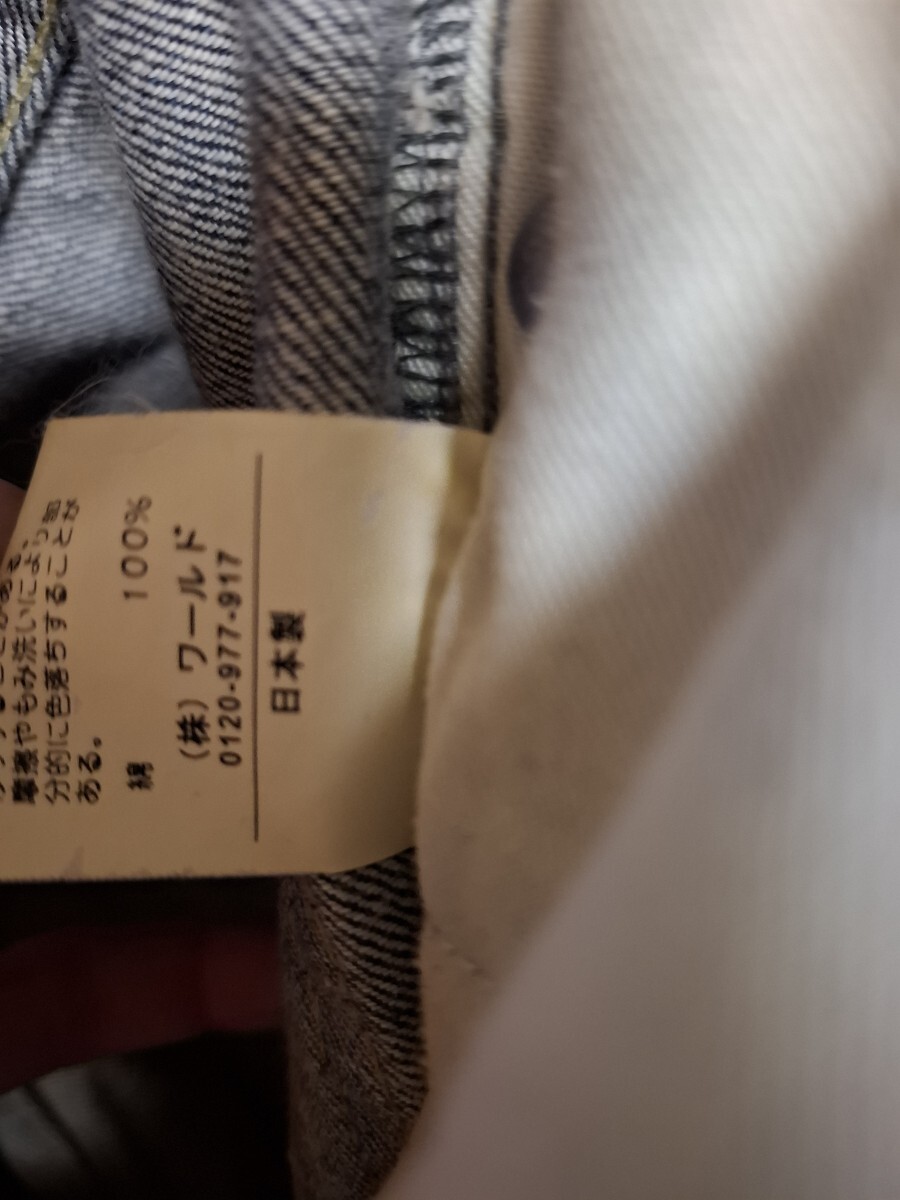 摩擦やもみ洗いにより部
分的に色落ちすることが
ある。
綿 100%
(株) ワールド
0120-977-917
日本製